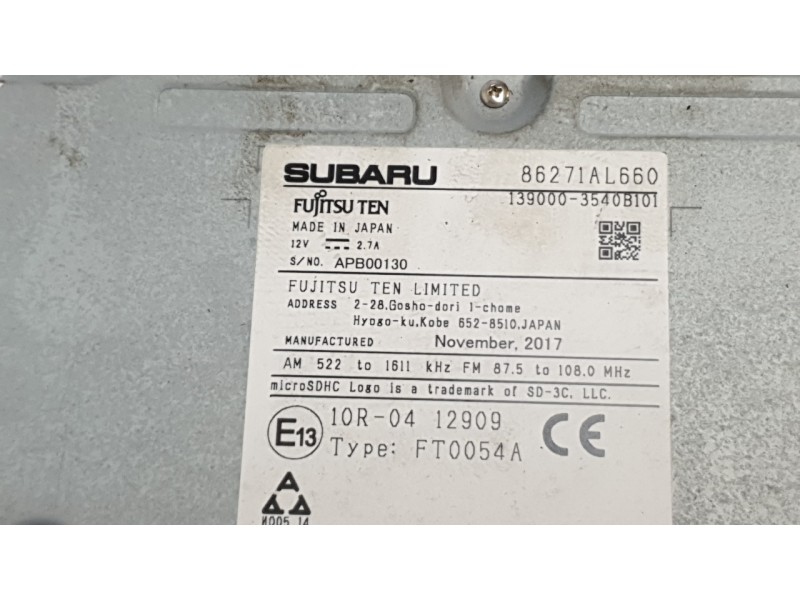 SUBARU 86271AL660
FUJITSU TEN 139000-3540B101
MADE IN JAPAN
12V 2.7A
S/NO. APB00130
FUJITSU TEN LIMITED
ADDRESS 2-28,Gosho-dori 1-chome
Hyogo-ku,Kobe 652-8510,JAPAN
MANUFACTURED November, 2017
AM 522 to 1611 kHz FM 87.5 to 108.0 MHz
microSDHC Logo is a trademark of SD-3C, LLC.
E13 10R-04 12909 CE
Type: FT0054A
A
N005 14